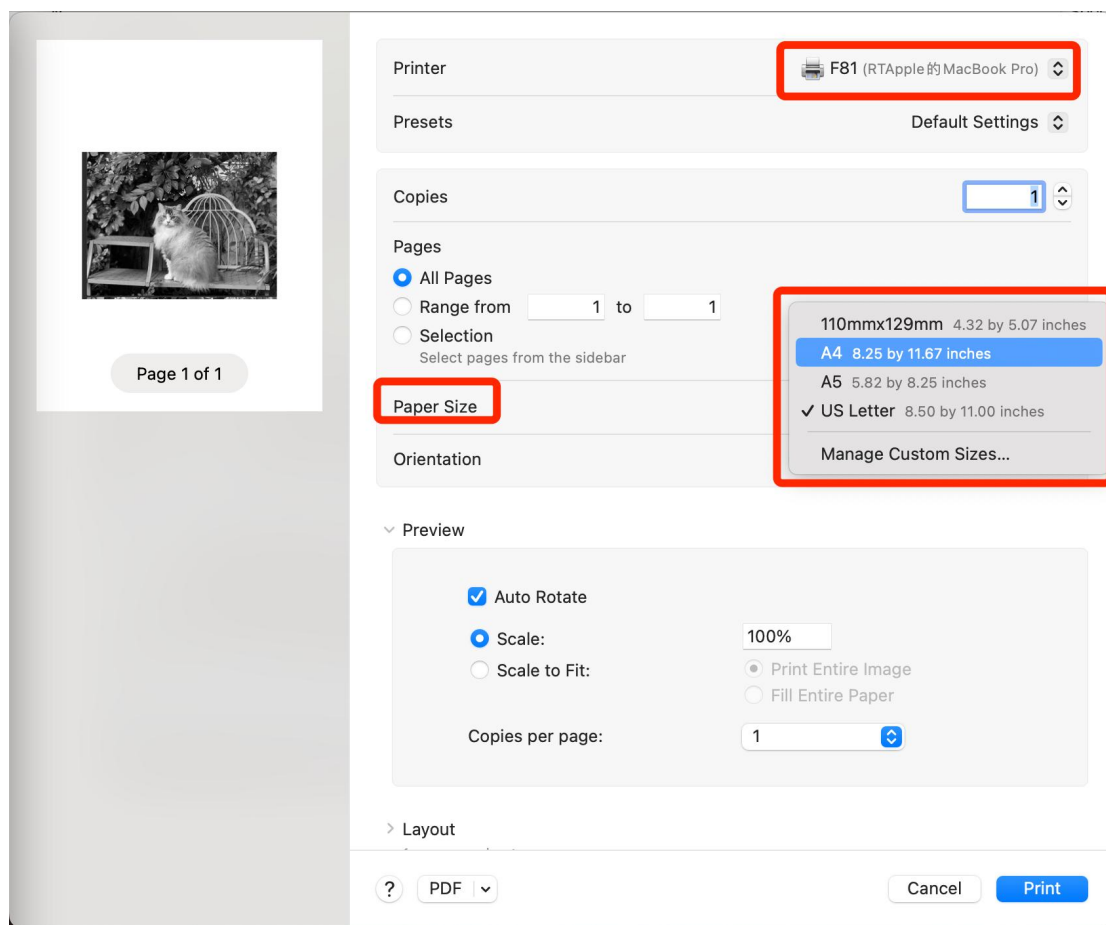 Printer
F81 (RTApple的MacBook Pro)
Presets
Default Settings
Copies
1
Pages
All Pages
Range from 1 to 1
Selection
Select pages from the sidebar
Page 1 of 1
Paper Size
110mmx129mm 4.32 by 5.07 inches
A4 8.25 by 11.67 inches
A5 5.82 by 8.25 inches
✓ US Letter 8.50 by 11.00 inches
Manage Custom Sizes...
Orientation
Preview
Auto Rotate
Scale: 100%
Scale to Fit:
Print Entire Image
Fill Entire Paper
Copies per page: 1
Layout
? PDF
Cancel
Print